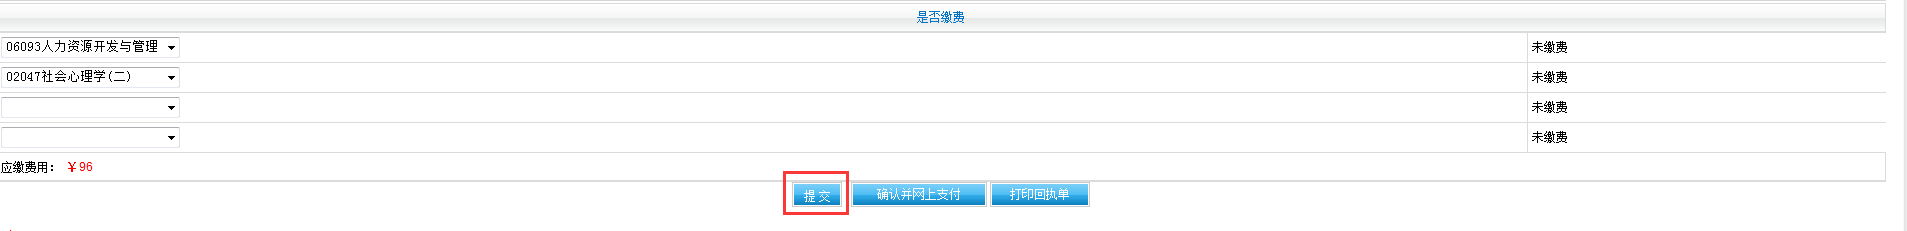 是否缴费
06093人力资源开发与管理 未缴费
02047社会心理学(二) 未缴费
未缴费
未缴费
应缴费用： ￥96
提 交 确认并网上支付 打印回执单